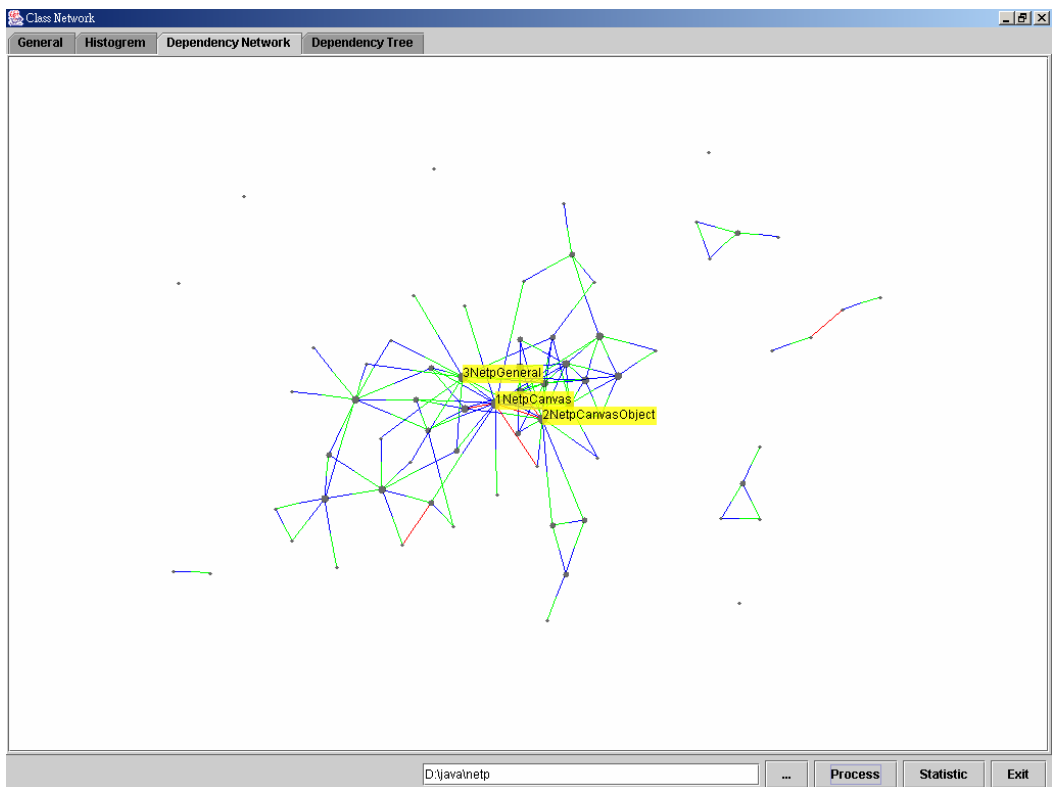 Class Network
General Histogrem Dependency Network Dependency Tree
3NetpGeneral
1NetpCanvas
2NetpCanvasObject
D:\java\netp ... Process Statistic Exit